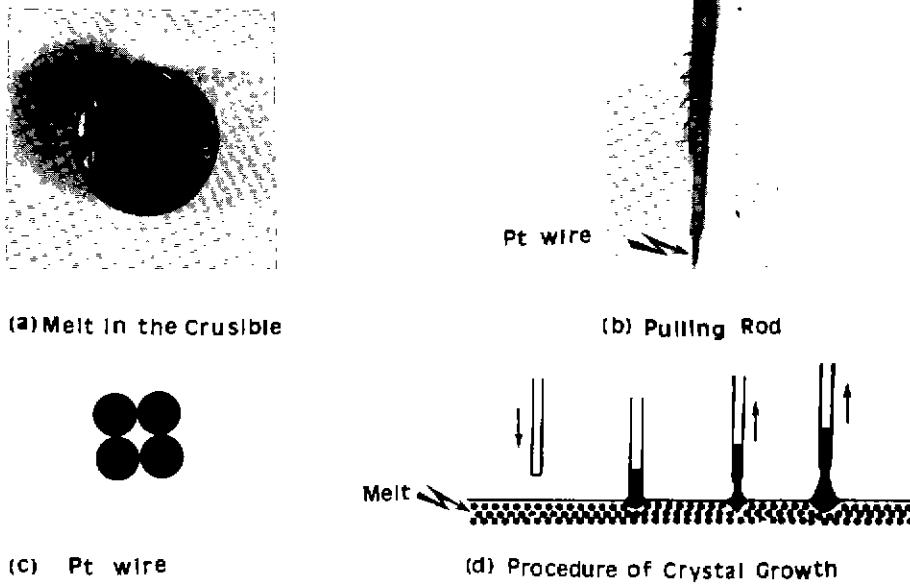 Pt wire
(a) Melt in the Crusible
(b) Pulling Rod
Melt
(c) Pt wire
(d) Procedure of Crystal Growth